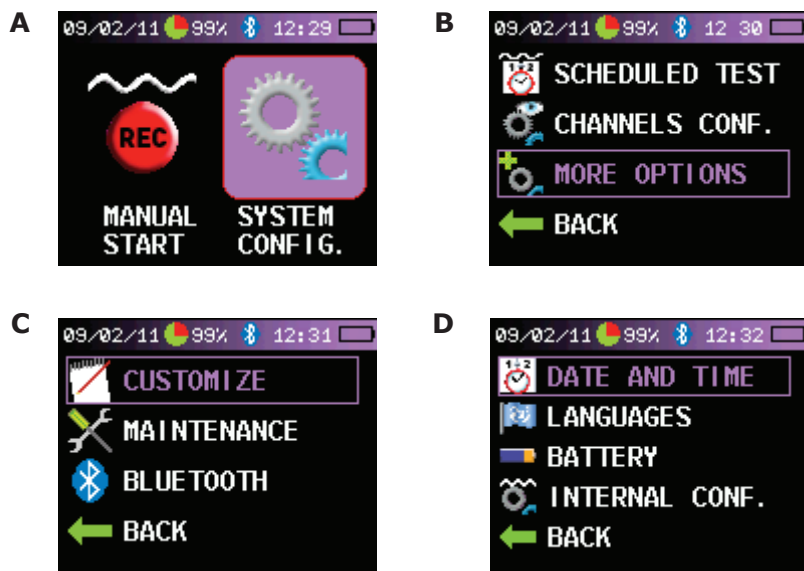 A
09/02/11 99% 12:29
REC
MANUAL START
SYSTEM CONFIG.
B
09/02/11 99% 12 30
SCHEDULED TEST
CHANNELS CONF.
MORE OPTIONS
BACK
C
09/02/11 99% 12:31
CUSTOMIZE
MAINTENANCE
BLUETOOTH
BACK
D
09/02/11 99% 12:32
DATE AND TIME
LANGUAGES
BATTERY
INTERNAL CONF.
BACK